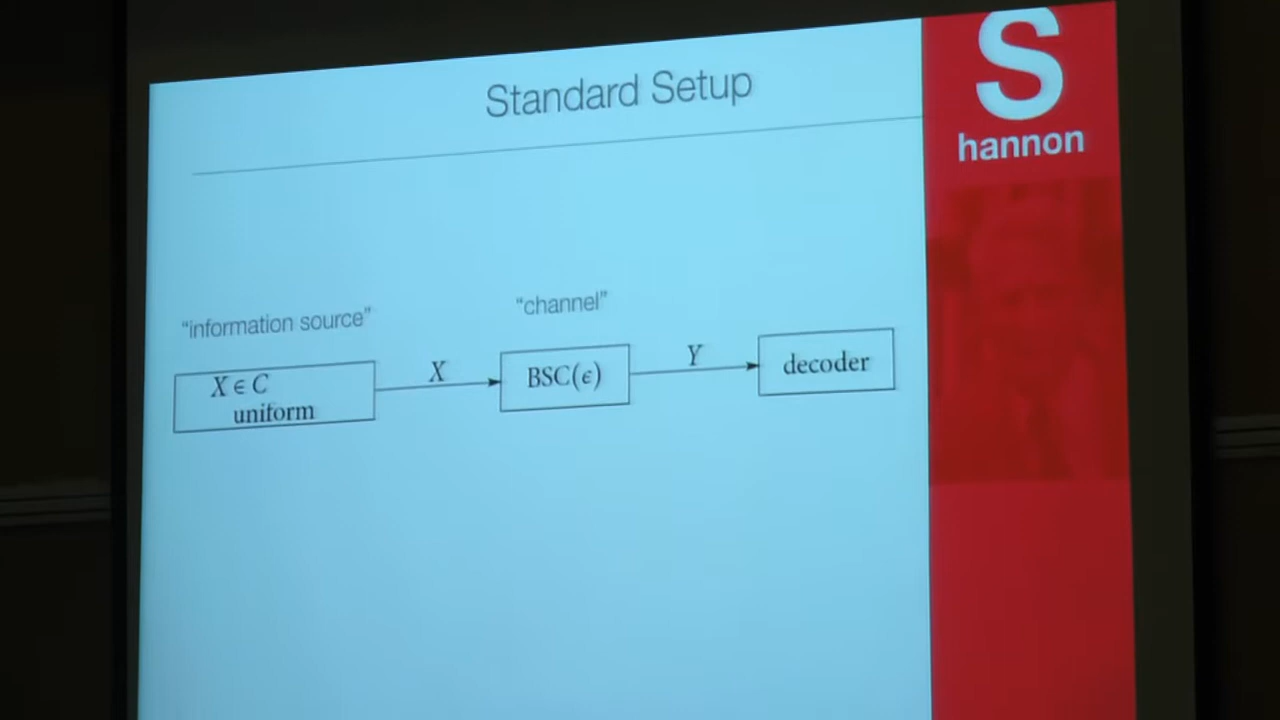 Standard Setup
S
hannon
"information source"
"channel"
X ∈ C
uniform
X
BSC(ϵ)
Y
decoder